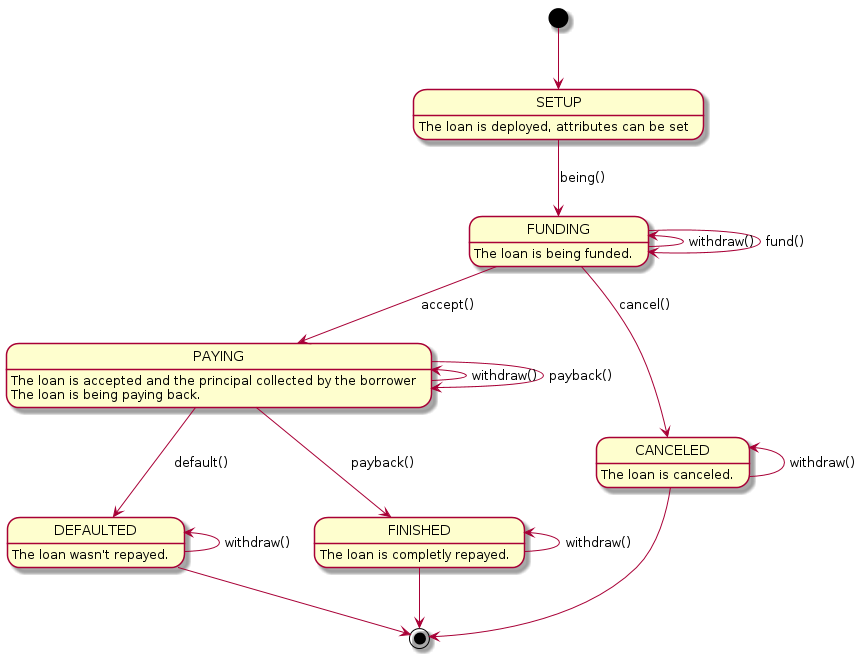 SETUP
The loan is deployed, attributes can be set
being()
FUNDING
The loan is being funded.
withdraw()
fund()
accept()
cancel()
PAYING
The loan is accepted and the principal collected by the borrower
The loan is being paying back.
withdraw()
payback()
default()
payback()
CANCELED
The loan is canceled.
withdraw()
DEFAULTED
The loan wasn't repayed.
withdraw()
FINISHED
The loan is completly repayed.
withdraw()